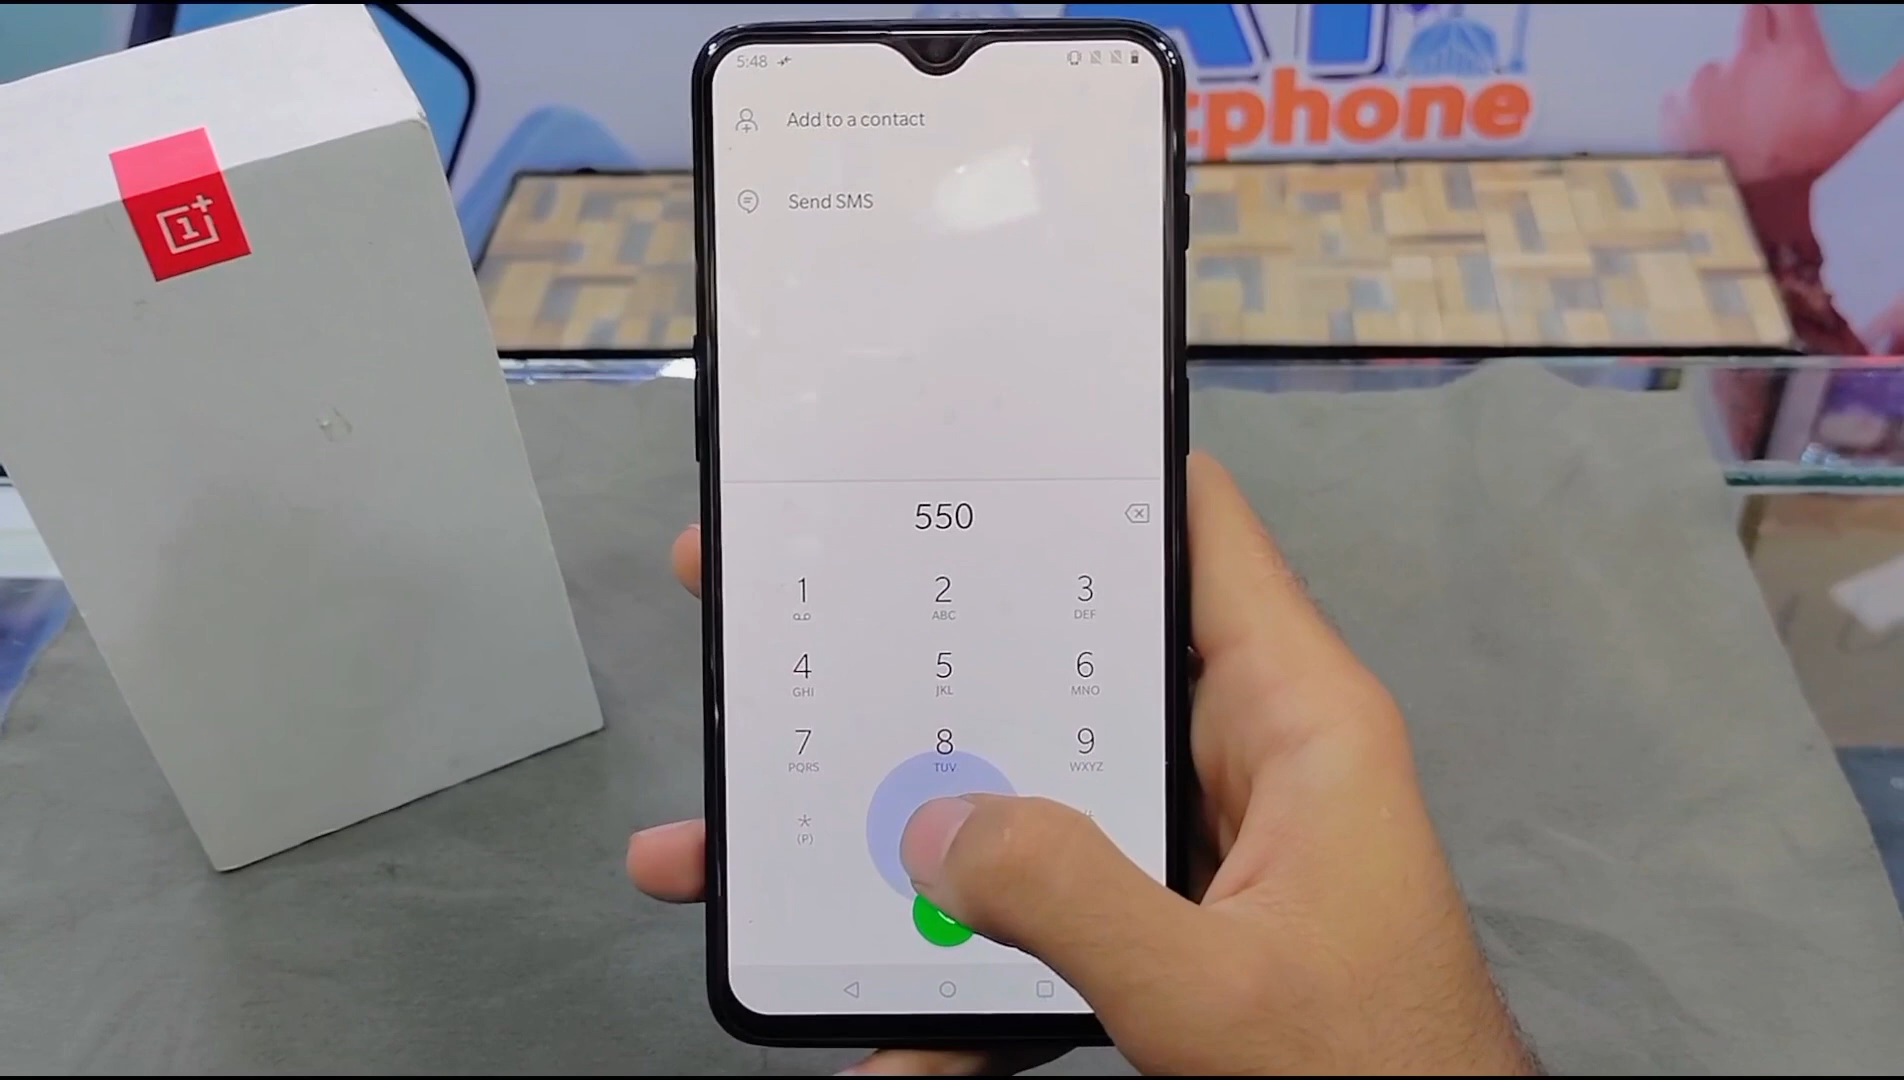 5:48
Add to a contact
Send SMS
phone
550
1
2
ABC
3
DEF
4
GHI
5
JKL
6
MNO
7
PQRS
8
TUV
9
WXYZ
*
(P)
1+